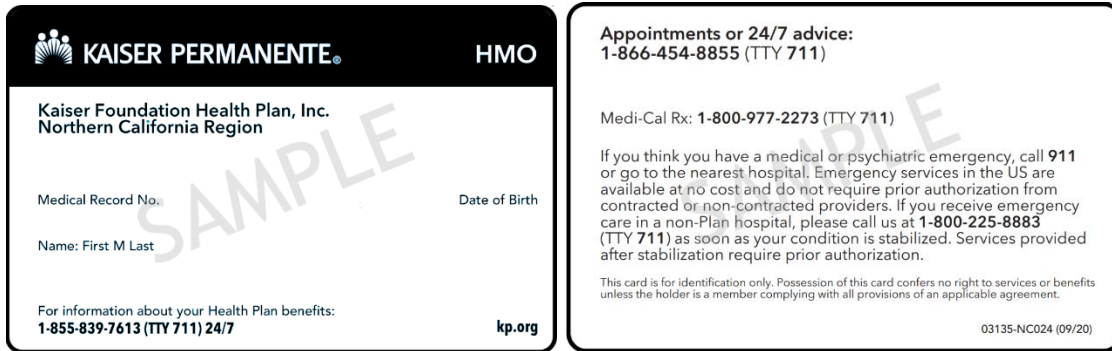 KAISER PERMANENTE®
HMO
Kaiser Foundation Health Plan, Inc.
Northern California Region
SAMPLE
Medical Record No.
Date of Birth
Name: First M Last
For information about your Health Plan benefits:
1-855-839-7613 (TTY 711) 24/7
kp.org
Appointments or 24/7 advice:
1-866-454-8855 (TTY 711)
SAMPLE
Medi-Cal Rx: 1-800-977-2273 (TTY 711)
If you think you have a medical or psychiatric emergency, call 911
or go to the nearest hospital. Emergency services in the US are
available at no cost and do not require prior authorization from
contracted or non-contracted providers. If you receive emergency
care in a non-Plan hospital, please call us at 1-800-225-8883
(TTY 711) as soon as your condition is stabilized. Services provided
after stabilization require prior authorization.
This card is for identification only. Possession of this card confers no right to services or benefits
unless the holder is a member complying with all provisions of an applicable agreement.
03135-NC024 (09/20)